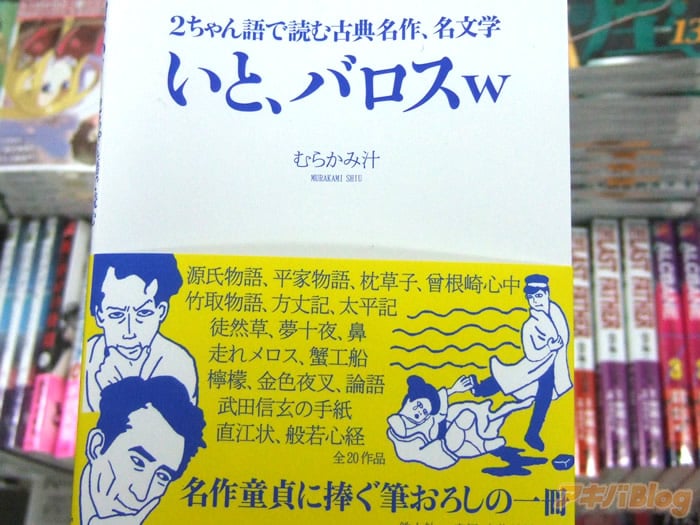 2ちゃん語で読む古典名作、名文学
いと、バロスw
むらかみ汁
MURAKAMI SHIU
源氏物語、平家物語、枕草子、曾根崎心中
竹取物語、方丈記、太平記
徒然草、夢十夜、鼻
走れメロス、蟹工船
檸檬、金色夜叉、論語
武田信玄の手紙
直江状、般若心経
全20作品
名作童貞に捧ぐ筆おろしの一冊
アキバBlog